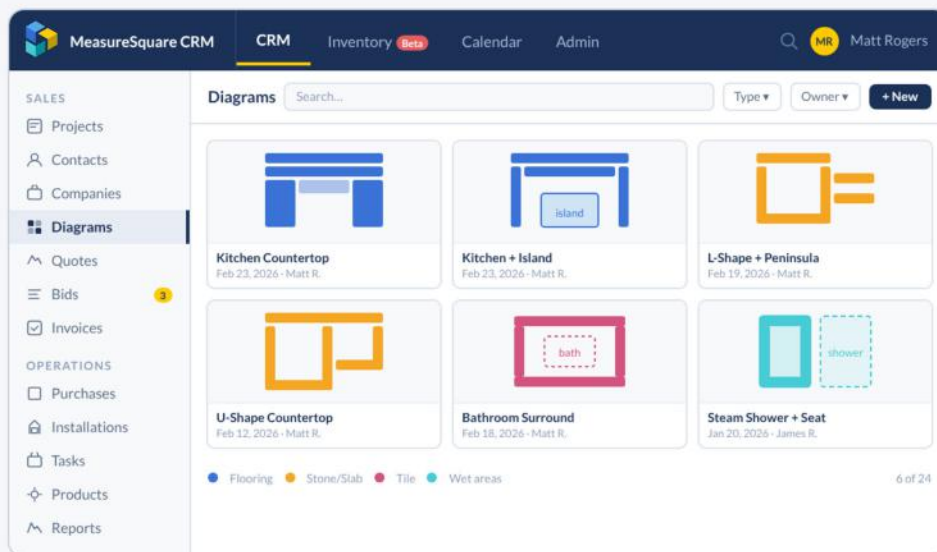 MeasureSquare CRM CRM Inventory Beta Calendar Admin MR Matt Rogers
SALES
Projects
Contacts
Companies
Diagrams
Quotes
Bids 3
Invoices
OPERATIONS
Purchases
Installations
Tasks
Products
Reports
Diagrams Search... Type ▾ Owner ▾ + New
island
Kitchen Countertop
Feb 23, 2026 · Matt R.
Kitchen + Island
Feb 23, 2026 · Matt R.
L-Shape + Peninsula
Feb 19, 2026 · Matt R.
bath
shower
U-Shape Countertop
Feb 12, 2026 · Matt R.
Bathroom Surround
Feb 18, 2026 · Matt R.
Steam Shower + Seat
Jan 20, 2026 · James R.
Flooring Stone/Slab Tile Wet areas 6 of 24